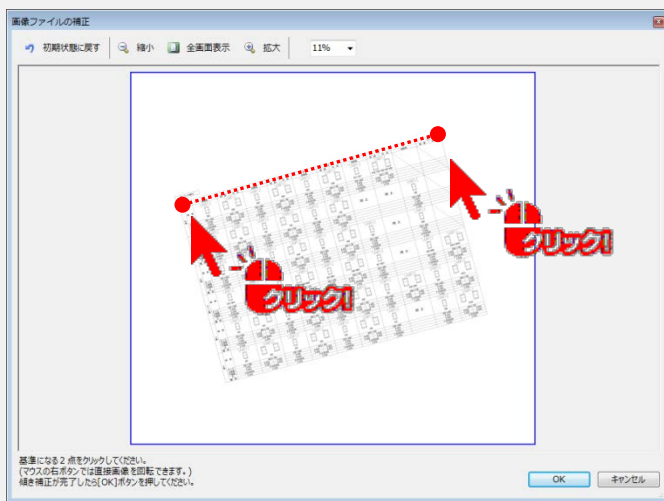 画像ファイルの補正
初期状態に戻す 縮小 全画面表示 拡大 11%
クリック!
クリック!
基準になる2点をクリックしてください。
(マウスの右ボタンでは直接画像を回転できます。)
傾き補正が完了したら[OK]ボタンを押してください。
OK キャンセル